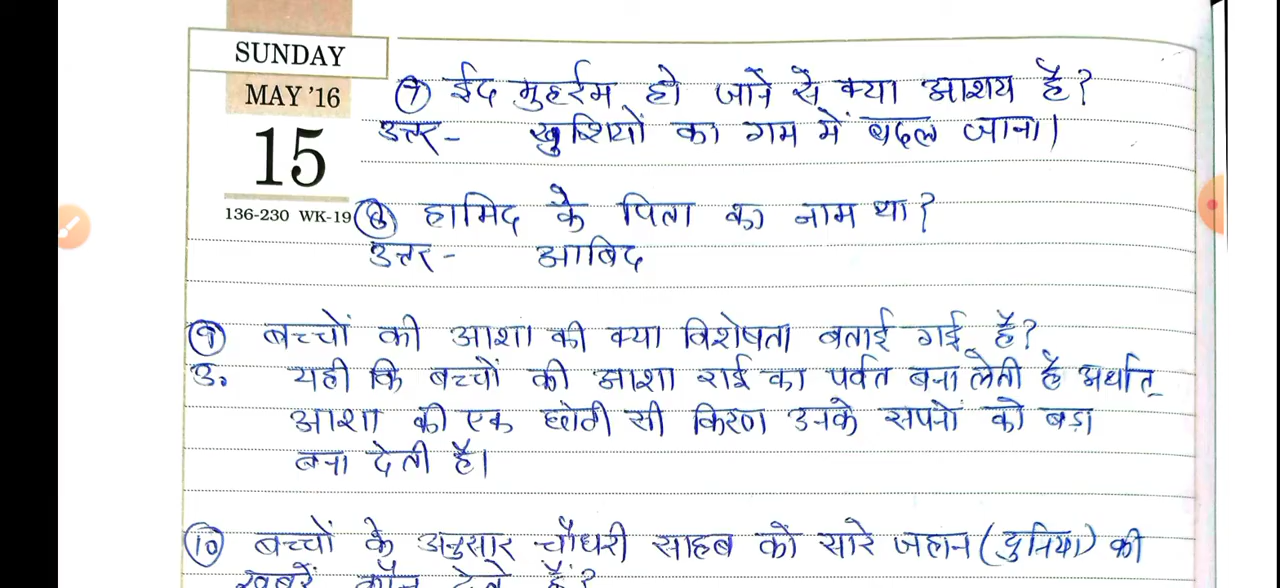 SUNDAY
MAY '16
15
136-230 WK-19
7 ईद मुहर्रम हो जाने से क्या आशय है?
उत्तर- खुशियों का गम में बदल जाना।
8 हामिद के पिता का नाम था?
उत्तर- आबिद
9 बच्चों की आशा की क्या विशेषता बताई गई है?
उ. यही कि बच्चों की आशा राई का पर्वत बना लेती है अर्थात्
आशा की एक छोटी सी किरण उनके सपनों को बड़ा
बना देती है।
10 बच्चों के अनुसार चौधरी साहब को सारे जहान (दुनिया) की
खबरें कौन देते हैं?